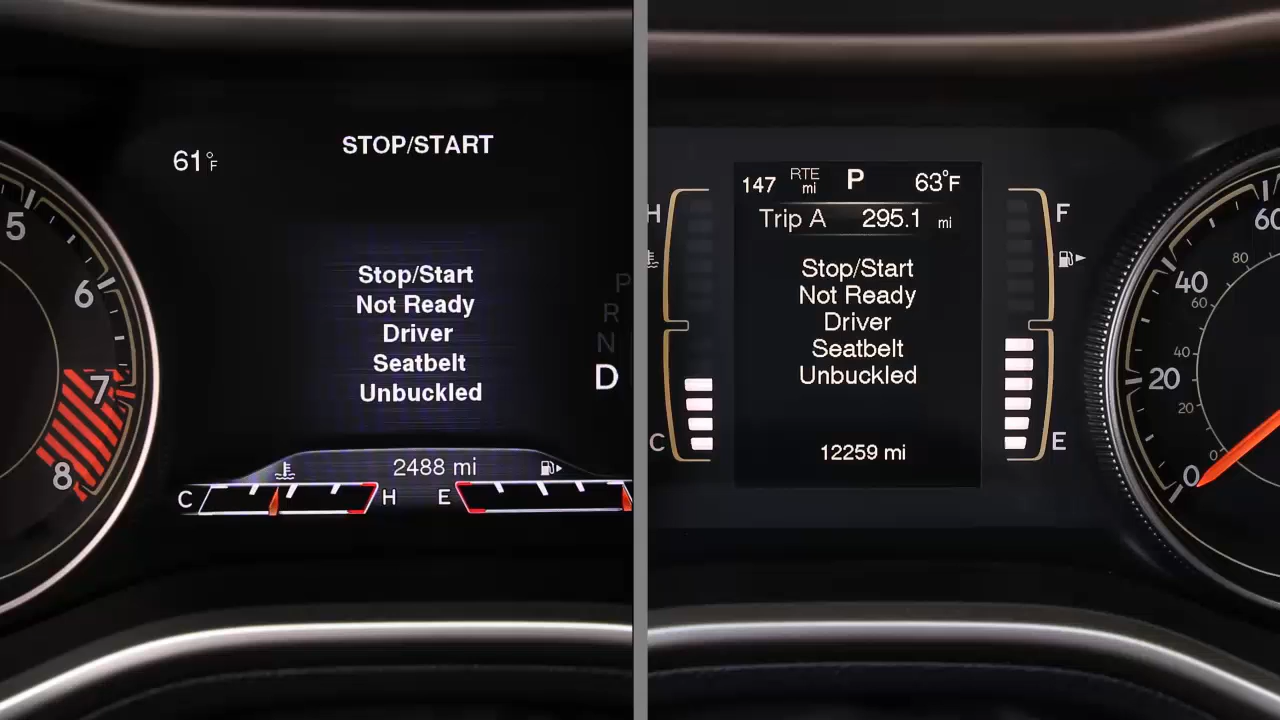 5
6
7
8
61°F
STOP/START
Stop/Start
Not Ready
Driver
Seatbelt
Unbuckled
P
R
N
D
2488 mi
C
H
E
147 RTE mi P 63°F
Trip A 295.1 mi
Stop/Start
Not Ready
Driver
Seatbelt
Unbuckled
12259 mi
H
C
F
E
60
40
20
0
80
60
40
20
0